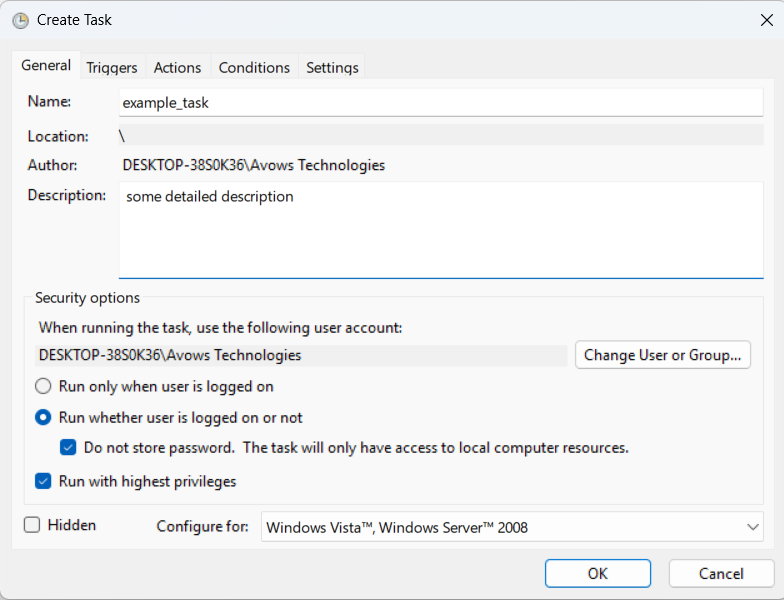 Create Task
General Triggers Actions Conditions Settings
Name: example_task
Location: \
Author: DESKTOP-38S0K36\Avows Technologies
Description: some detailed description
Security options
When running the task, use the following user account:
DESKTOP-38S0K36\Avows Technologies Change User or Group...
Run only when user is logged on
Run whether user is logged on or not
Do not store password. The task will only have access to local computer resources.
Run with highest privileges
Hidden Configure for: Windows Vista™, Windows Server™ 2008
OK Cancel